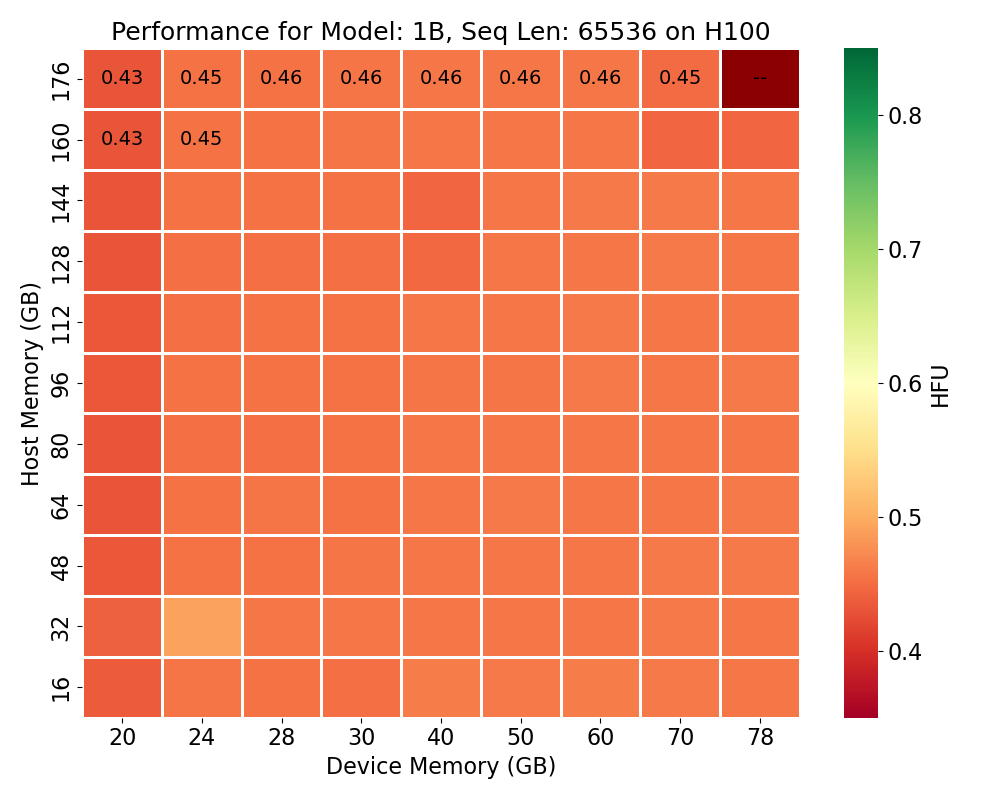 Performance for Model: 1B, Seq Len: 65536 on H100
176 0.43 0.45 0.46 0.46 0.46 0.46 0.46 0.45 --
160 0.43 0.45
144
128
112
96
80
64
48
32
16
20 24 28 30 40 50 60 70 78
Device Memory (GB)
Host Memory (GB)
0.8
0.7
0.6
0.5
0.4
HFU